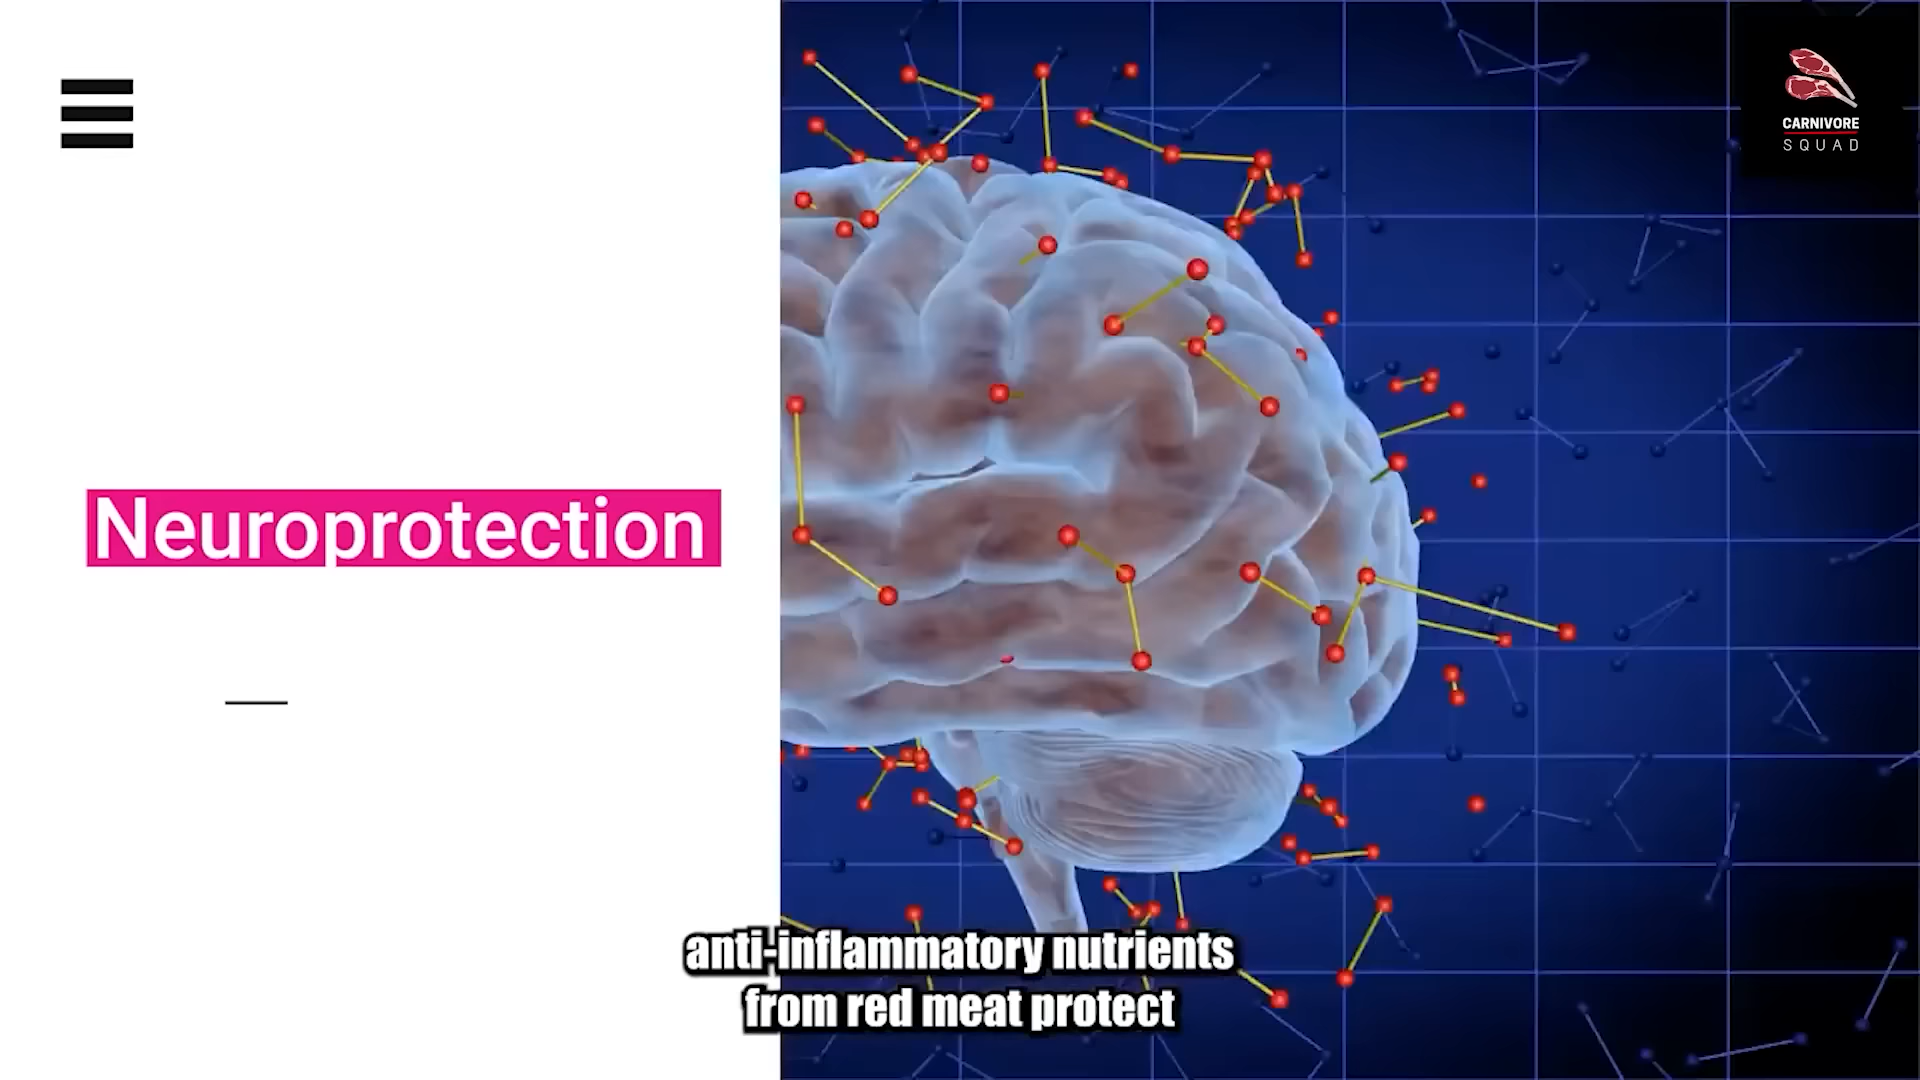 CARNIVORE
SQUAD
Neuroprotection
anti-inflammatory nutrients
from red meat protect